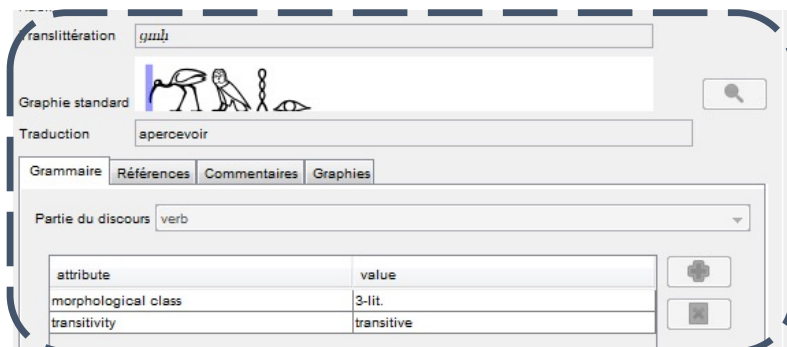 Translittération gmḥ
Graphie standard 𓅠𓅓𓎛𓁹
Traduction apercevoir
Grammaire Références Commentaires Graphies
Partie du discours verb
attribute value
morphological class 3-lit.
transitivity transitive